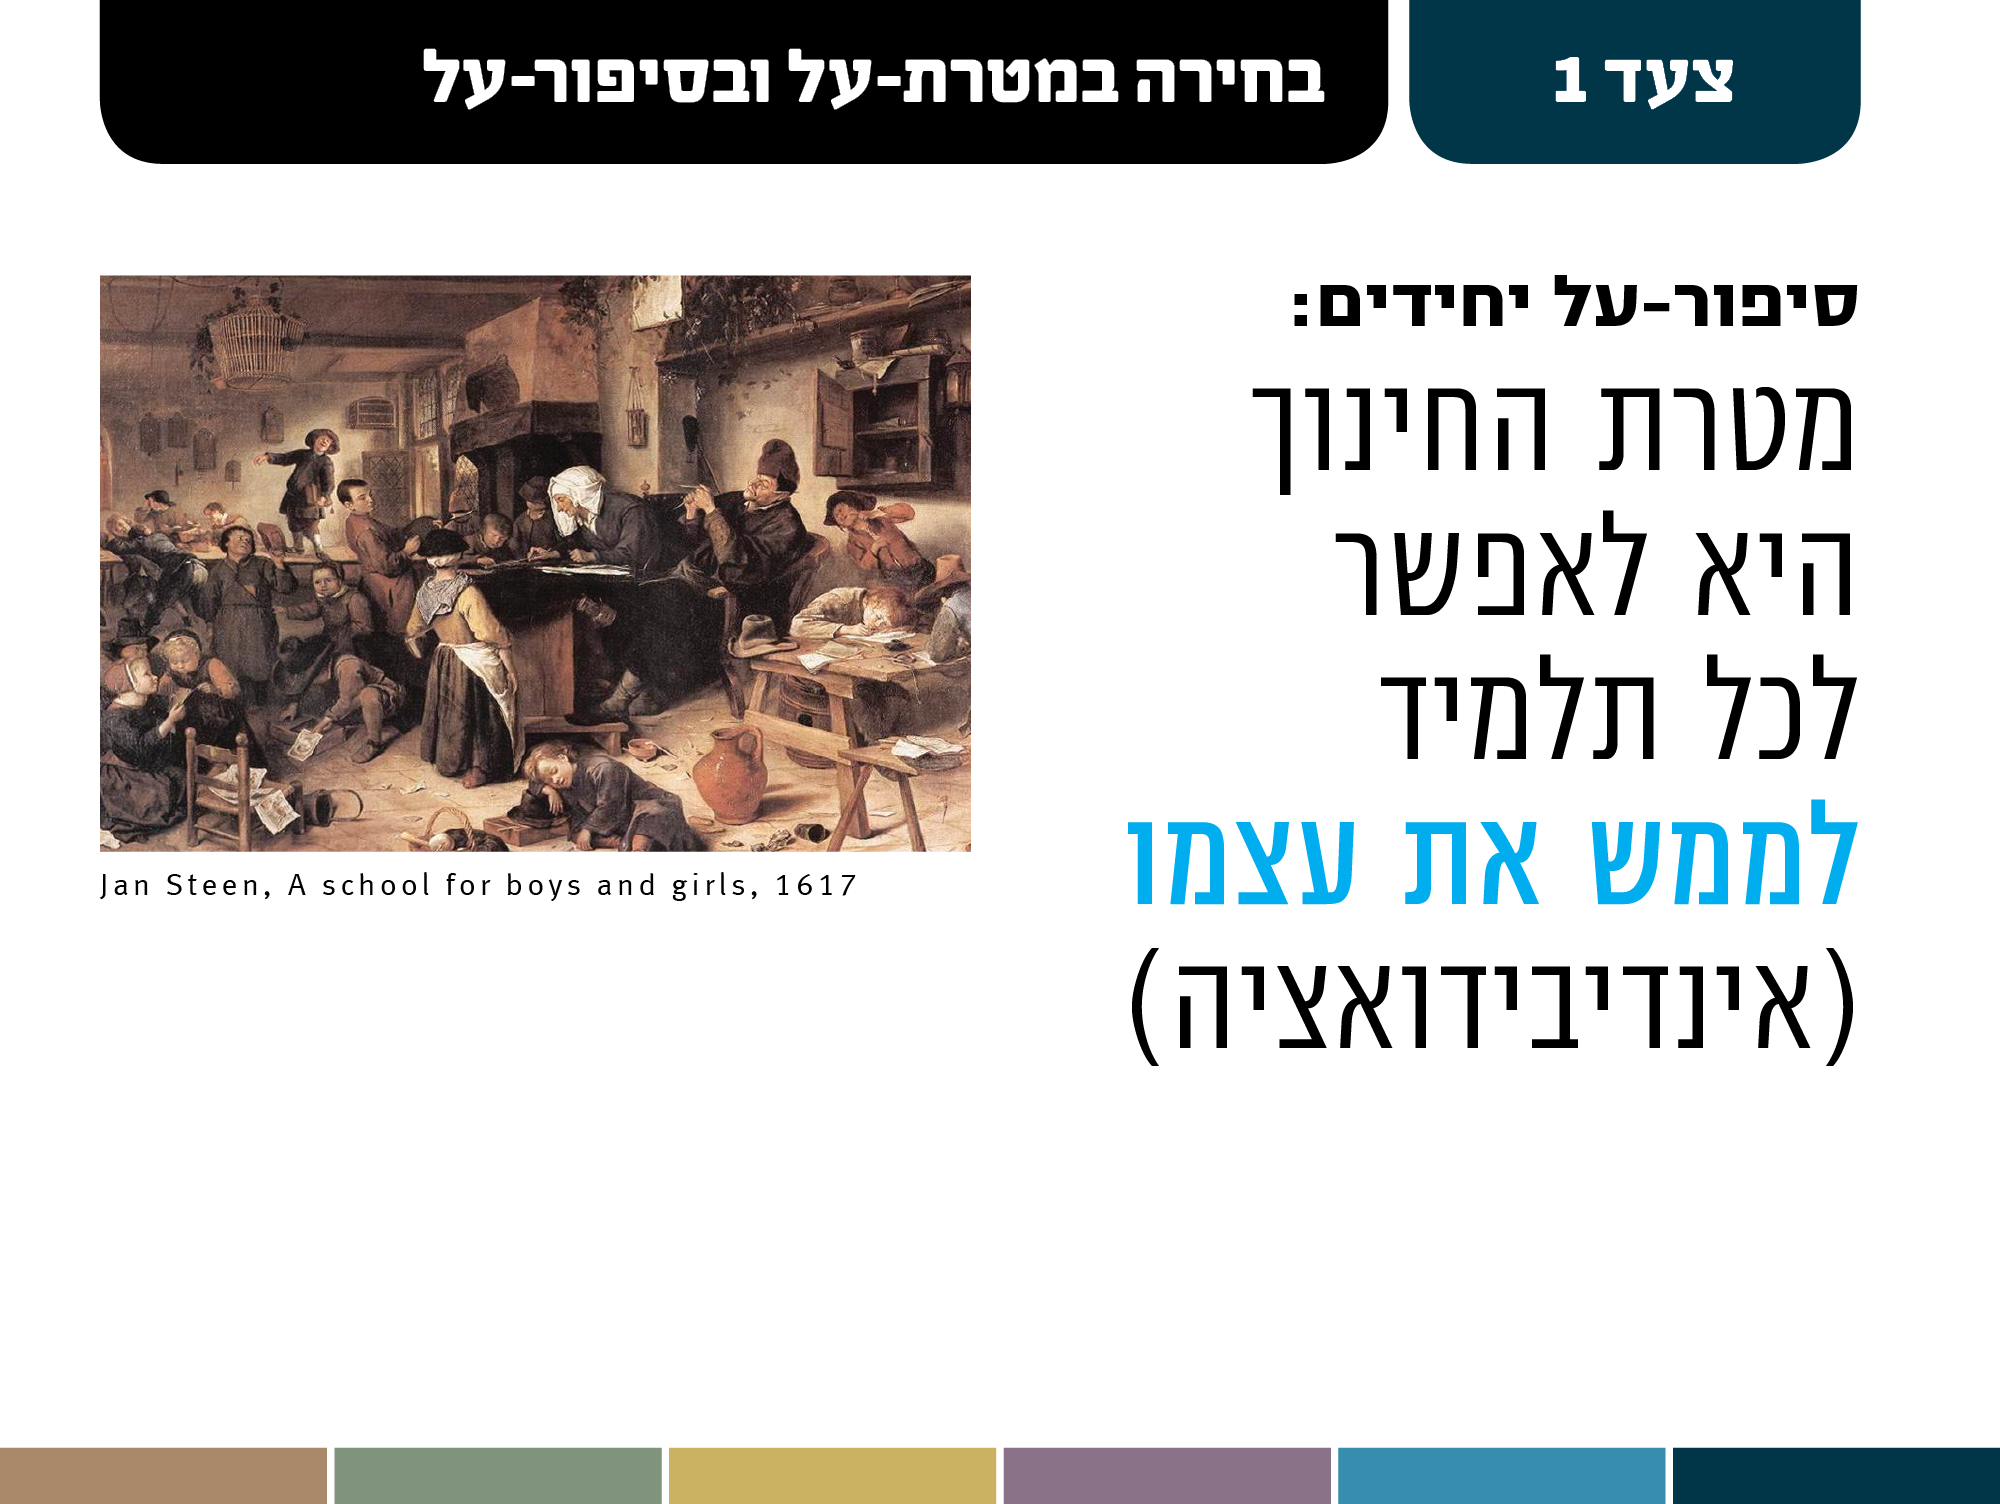 צעד 1
בחירה במטרת-על ובסיפור-על
סיפור-על יחידים:
מטרת החינוך
היא לאפשר
לכל תלמיד
לממש את עצמו
(אינדיבידואציה)
Jan Steen, A school for boys and girls, 1617